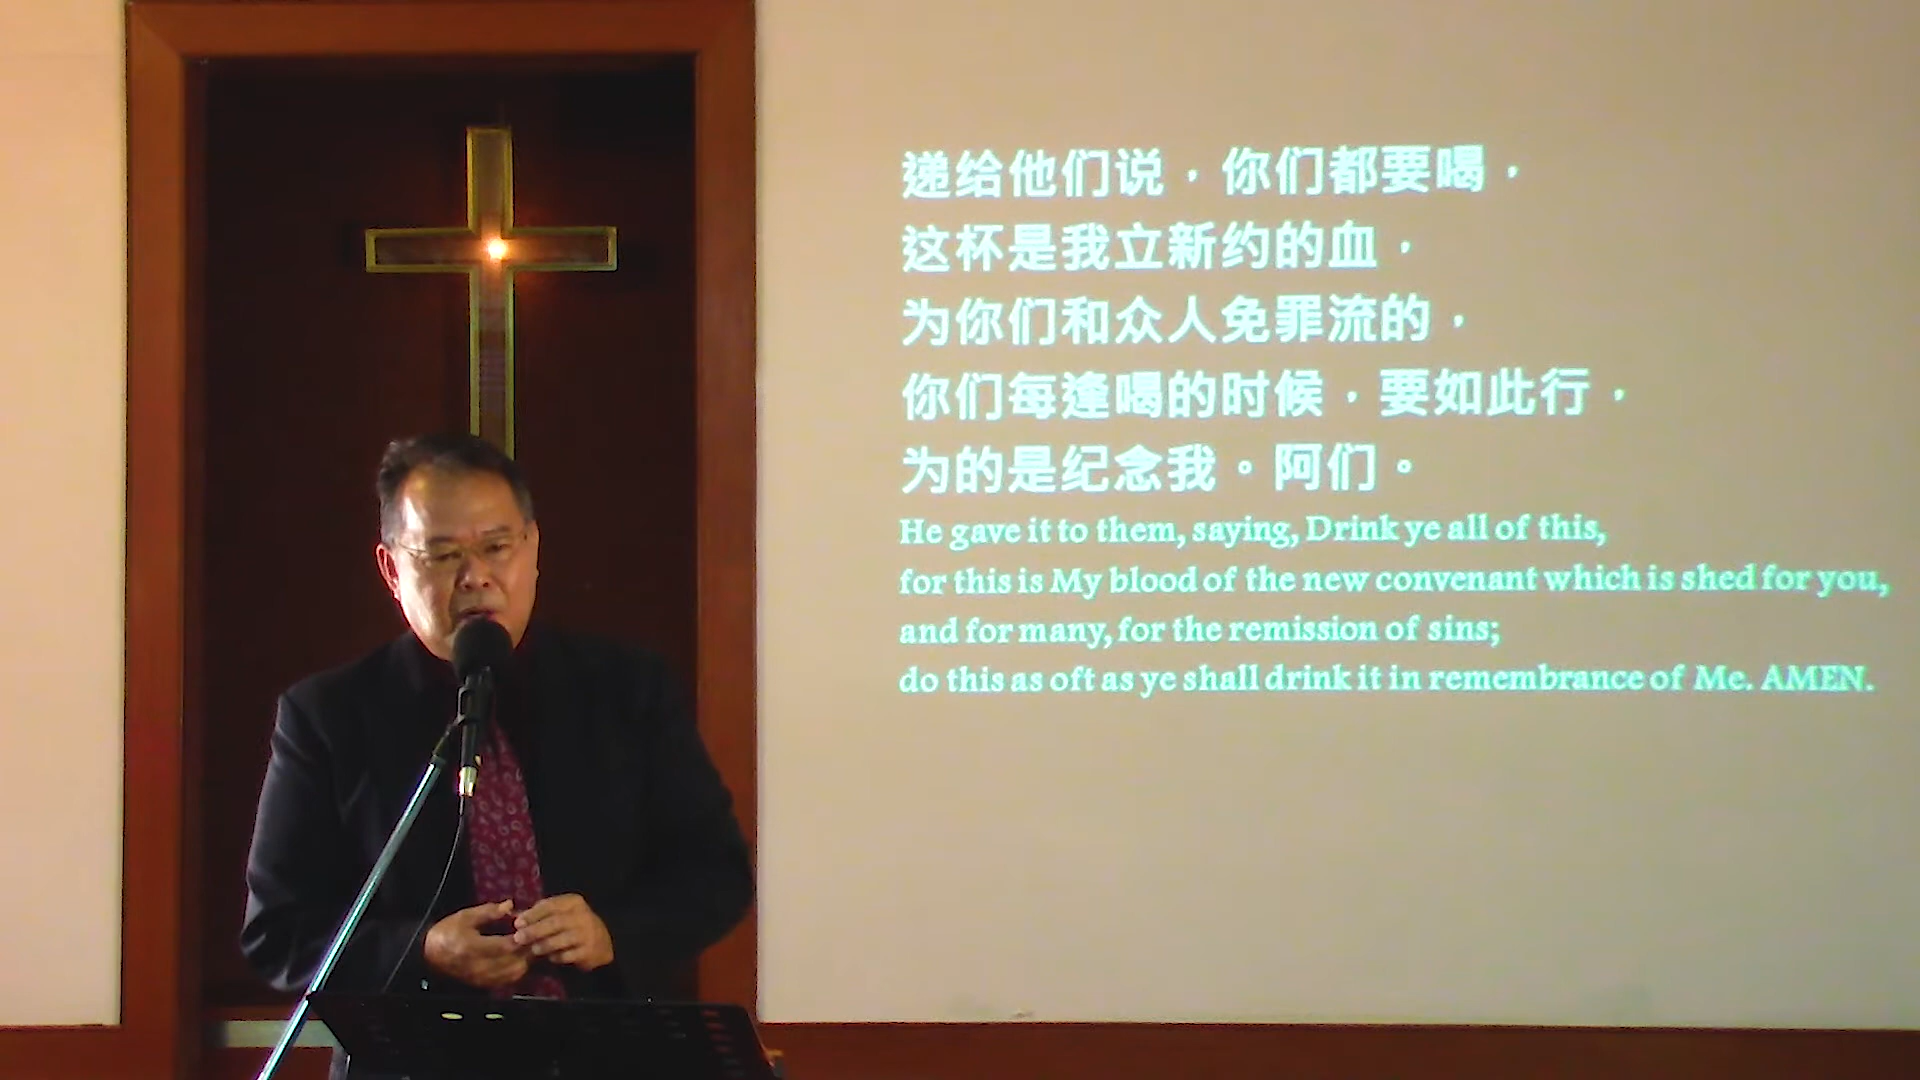 递给他们说，你们都要喝，
这杯是我立新约的血，
为你们和众人免罪流的，
你们每逢喝的时候，要如此行，
为的是纪念我。阿们。
He gave it to them, saying, Drink ye all of this,
for this is My blood of the new convenant which is shed for you,
and for many, for the remission of sins;
do this as oft as ye shall drink it in remembrance of Me. AMEN.